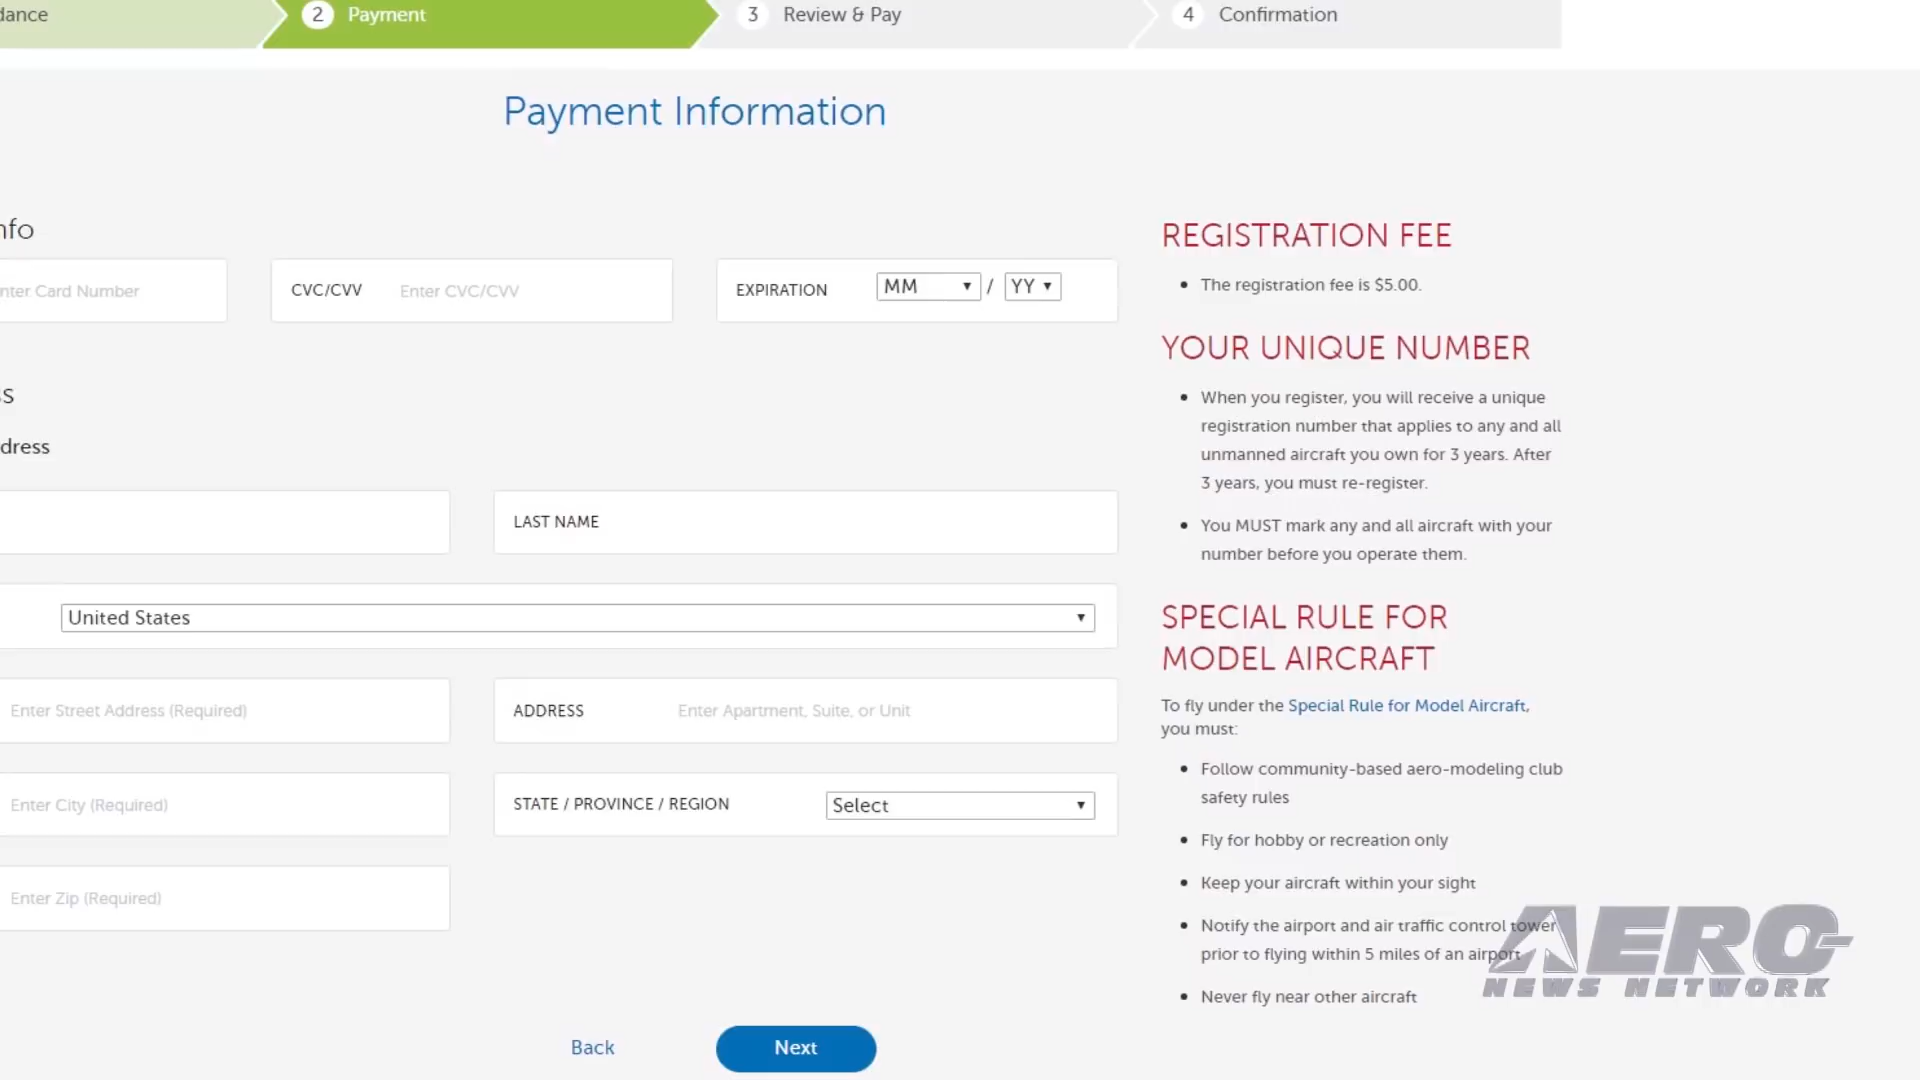 dance
2 Payment
3 Review & Pay
4 Confirmation
Payment Information
nfo
nter Card Number
CVC/CVV Enter CVC/CVV
EXPIRATION MM / YY
s
dress
LAST NAME
United States
Enter Street Address (Required)
ADDRESS Enter Apartment, Suite, or Unit
Enter City (Required)
STATE / PROVINCE / REGION Select
Enter Zip (Required)
Back
Next
REGISTRATION FEE
The registration fee is $5.00.
YOUR UNIQUE NUMBER
When you register, you will receive a unique
registration number that applies to any and all
unmanned aircraft you own for 3 years. After
3 years, you must re-register.
You MUST mark any and all aircraft with your
number before you operate them.
SPECIAL RULE FOR
MODEL AIRCRAFT
To fly under the Special Rule for Model Aircraft,
you must:
Follow community-based aero-modeling club
safety rules
Fly for hobby or recreation only
Keep your aircraft within your sight
Notify the airport and air traffic control tower
prior to flying within 5 miles of an airport
Never fly near other aircraft
AERO-
NEWS NETWORK